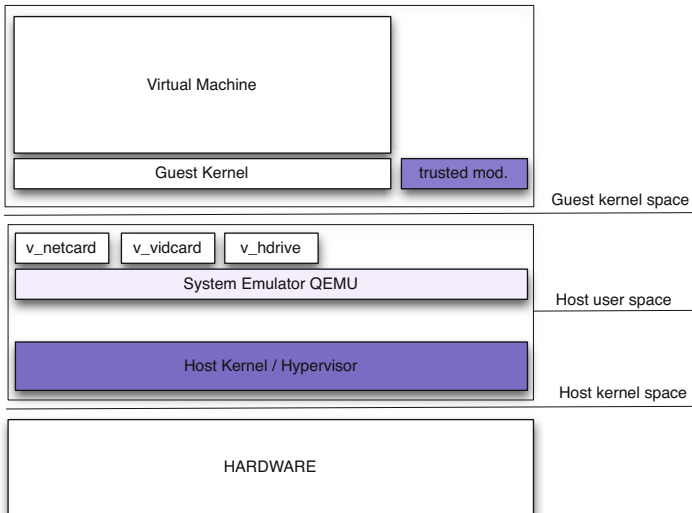 Virtual Machine
Guest Kernel
trusted mod.
Guest kernel space
v_netcard
v_vidcard
v_hdrive
System Emulator QEMU
Host user space
Host Kernel / Hypervisor
Host kernel space
HARDWARE